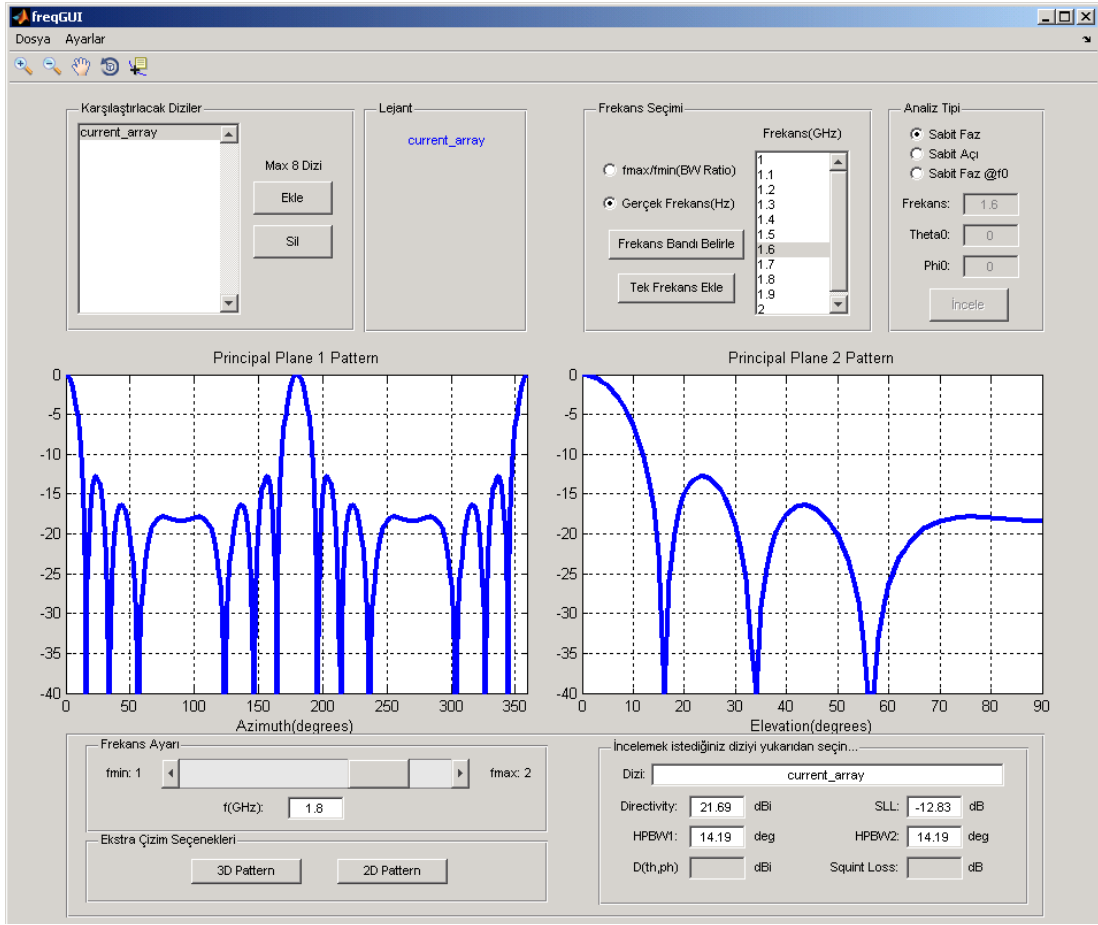 freqGUI
Dosya Ayarlar
Karşılaştırlacak Diziler
current_array
Max 8 Dizi
Ekle
Sil
Lejant
current_array
Frekans Seçimi
Frekans(GHz)
fmax/fmin(BW Ratio)
Gerçek Frekans(Hz)
Frekans Bandı Belirle
Tek Frekans Ekle
1
1.1
1.2
1.3
1.4
1.5
1.6
1.7
1.8
1.9
2
Analiz Tipi
Sabit Faz
Sabit Açı
Sabit Faz @f0
Frekans: 1.6
Theta0: 0
Phi0: 0
İncele
Principal Plane 1 Pattern
0
-5
-10
-15
-20
-25
-30
-35
-40
0 50 100 150 200 250 300 350
Azimuth(degrees)
Principal Plane 2 Pattern
0
-5
-10
-15
-20
-25
-30
-35
-40
0 10 20 30 40 50 60 70 80 90
Elevation(degrees)
Frekans Ayarı
fmin: 1 fmax: 2
f(GHz): 1.8
Ekstra Çizim Seçenekleri
3D Pattern 2D Pattern
İncelemek istediğiniz diziyi yukarıdan seçin...
Dizi: current_array
Directivity: 21.69 dBi SLL: -12.83 dB
HPBW1: 14.19 deg HPBW2: 14.19 deg
D(th,ph) dBi Squint Loss: dB